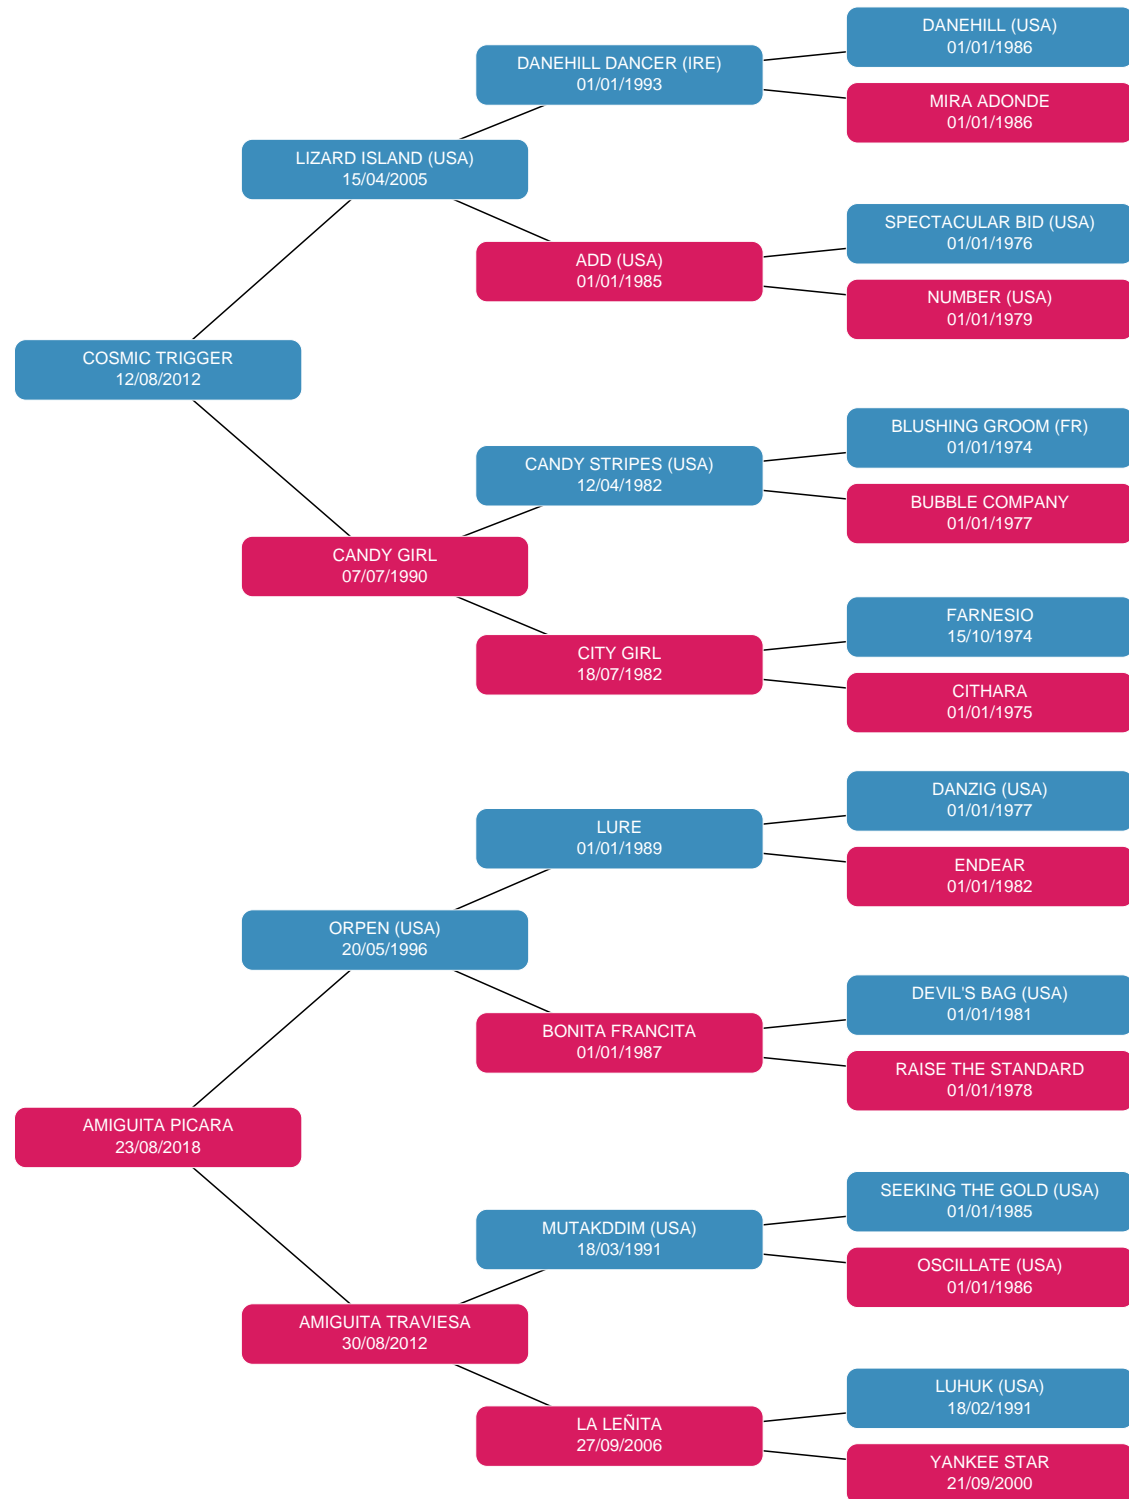 DANEHILL (USA)
01/01/1986
DANEHILL DANCER (IRE)
01/01/1993
MIRA ADONDE
01/01/1986
LIZARD ISLAND (USA)
15/04/2005
SPECTACULAR BID (USA)
01/01/1976
ADD (USA)
01/01/1985
NUMBER (USA)
01/01/1979
COSMIC TRIGGER
12/08/2012
BLUSHING GROOM (FR)
01/01/1974
CANDY STRIPES (USA)
12/04/1982
BUBBLE COMPANY
01/01/1977
CANDY GIRL
07/07/1990
FARNESIO
15/10/1974
CITY GIRL
18/07/1982
CITHARA
01/01/1975
DANZIG (USA)
01/01/1977
LURE
01/01/1989
ENDEAR
01/01/1982
ORPEN (USA)
20/05/1996
DEVIL'S BAG (USA)
01/01/1981
BONITA FRANCITA
01/01/1987
RAISE THE STANDARD
01/01/1978
AMIGUITA PICARA
23/08/2018
SEEKING THE GOLD (USA)
01/01/1985
MUTAKDDIM (USA)
18/03/1991
OSCILLATE (USA)
01/01/1986
AMIGUITA TRAVIESA
30/08/2012
LUHUK (USA)
18/02/1991
LA LEÑITA
27/09/2006
YANKEE STAR
21/09/2000